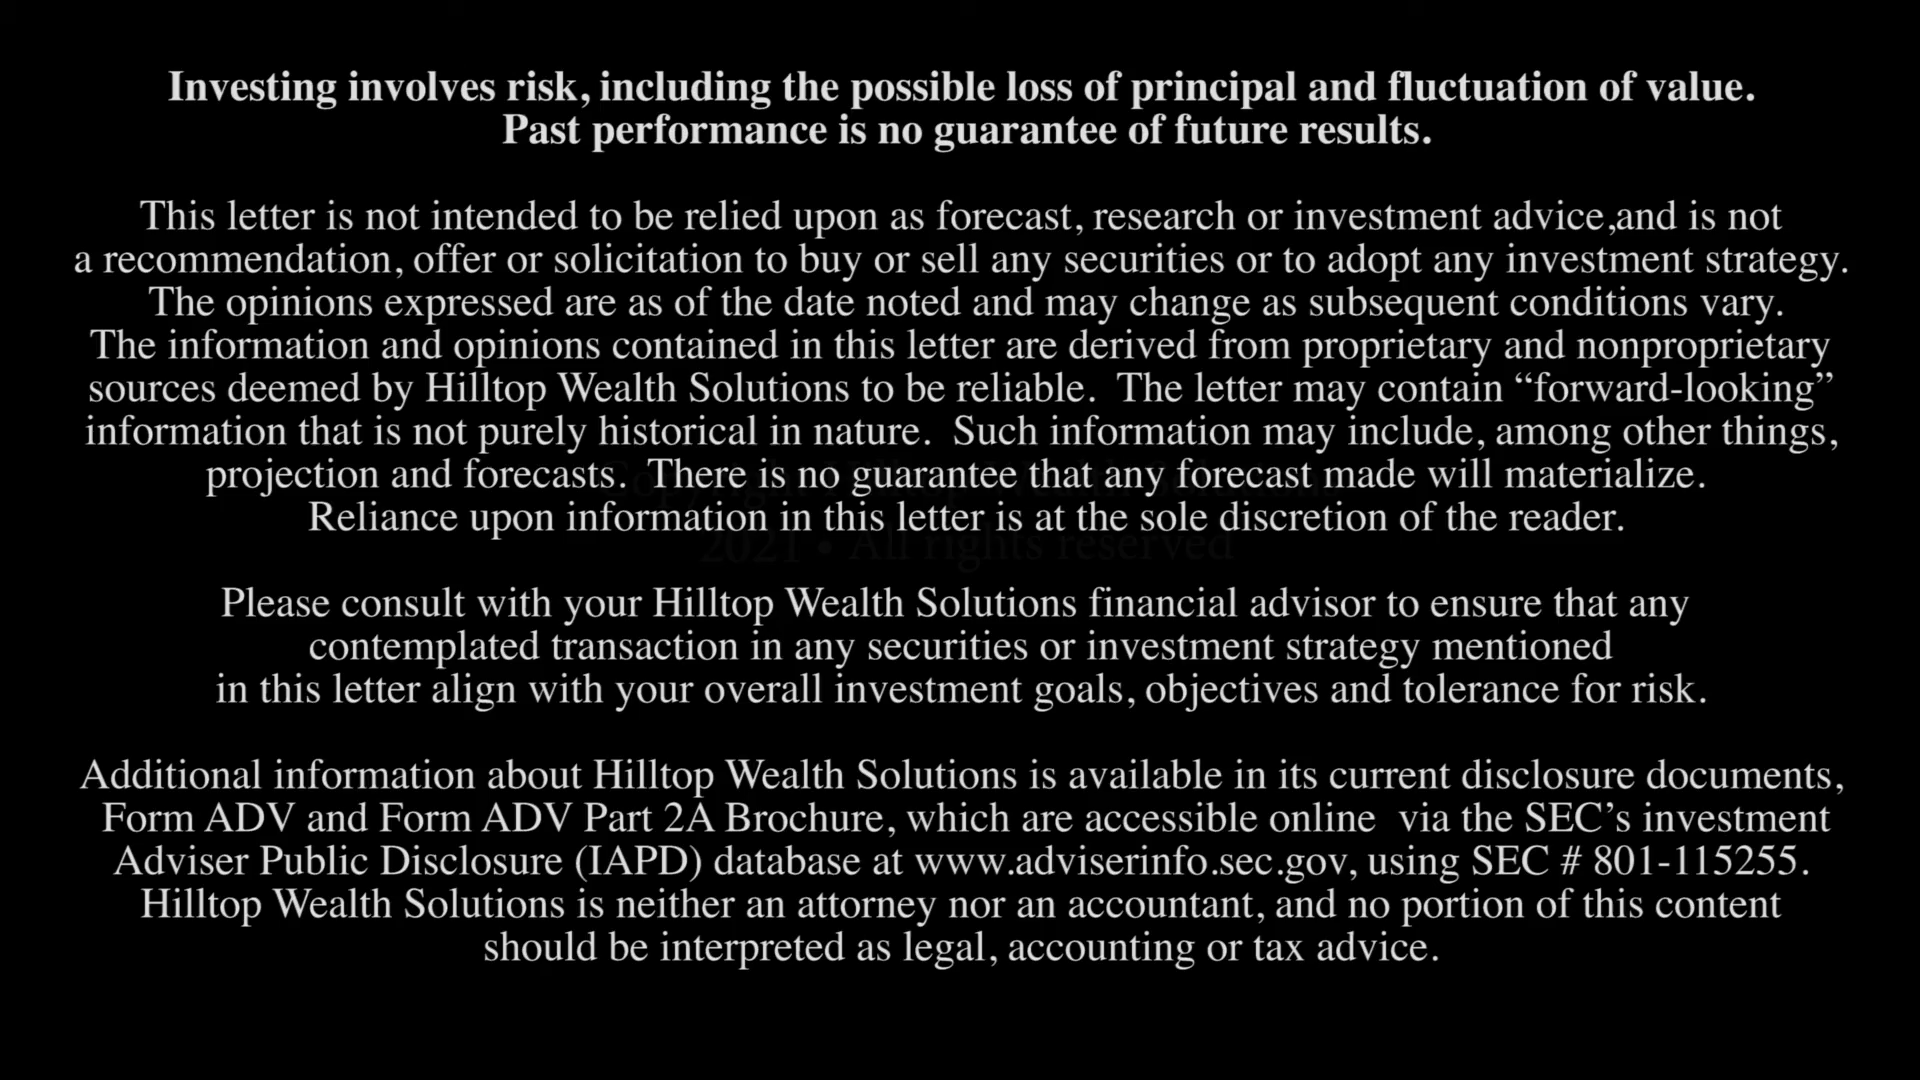 Investing involves risk, including the possible loss of principal and fluctuation of value.
Past performance is no guarantee of future results.
This letter is not intended to be relied upon as forecast, research or investment advice,and is not
a recommendation, offer or solicitation to buy or sell any securities or to adopt any investment strategy.
The opinions expressed are as of the date noted and may change as subsequent conditions vary.
The information and opinions contained in this letter are derived from proprietary and nonproprietary
sources deemed by Hilltop Wealth Solutions to be reliable.  The letter may contain “forward-looking”
information that is not purely historical in nature.  Such information may include, among other things,
projection and forecasts.  There is no guarantee that any forecast made will materialize.
Reliance upon information in this letter is at the sole discretion of the reader.
2021 • All rights reserved
Please consult with your Hilltop Wealth Solutions financial advisor to ensure that any
contemplated transaction in any securities or investment strategy mentioned
in this letter align with your overall investment goals, objectives and tolerance for risk.
Additional information about Hilltop Wealth Solutions is available in its current disclosure documents,
Form ADV and Form ADV Part 2A Brochure, which are accessible online  via the SEC’s investment
Adviser Public Disclosure (IAPD) database at www.adviserinfo.sec.gov, using SEC # 801-115255.
Hilltop Wealth Solutions is neither an attorney nor an accountant, and no portion of this content
should be interpreted as legal, accounting or tax advice.